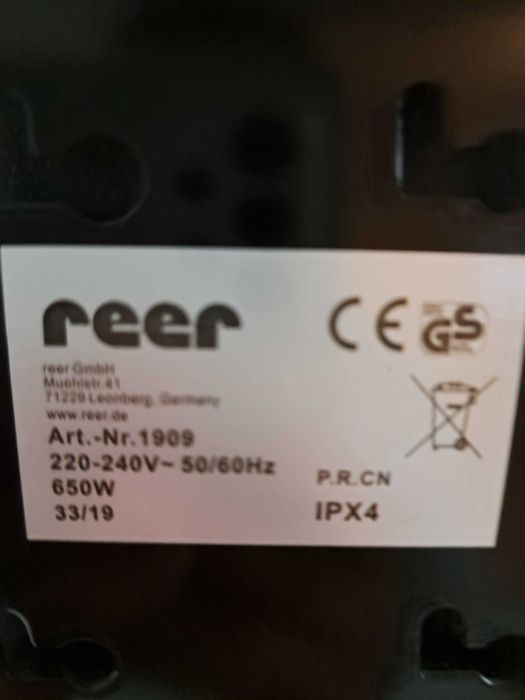 reer
CE GS
reer GmbH
Muehlstr.41
71229 Leonberg, Germany
www.reer.de
Art.-Nr.1909
220-240V~ 50/60Hz
650W
P.R.CN
33/19
IPX4